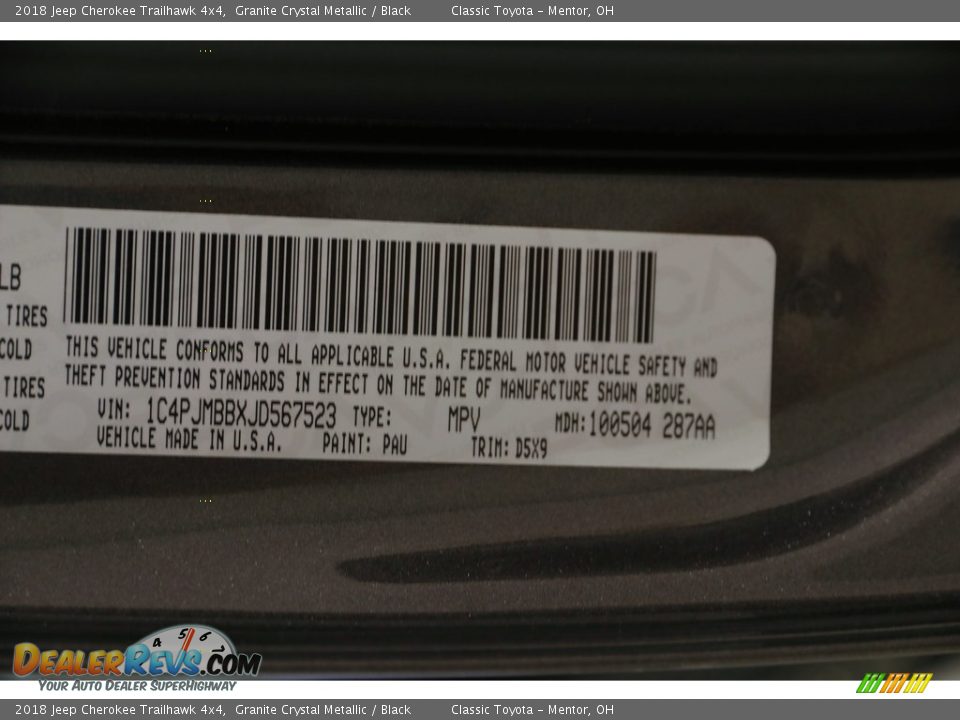 2018 Jeep Cherokee Trailhawk 4x4,  Granite Crystal Metallic / Black  Classic Toyota – Mentor, OH
LB
TIRES
COLD
TIRES
COLD
THIS VEHICLE CONFORMS TO ALL APPLICABLE U.S.A. FEDERAL MOTOR VEHICLE SAFETY AND
THEFT PREVENTION STANDARDS IN EFFECT ON THE DATE OF MANUFACTURE SHOWN ABOVE.
VIN: 1C4PJMBBXJD567523 TYPE: MPV MDH:100504 287AA
VEHICLE MADE IN U.S.A. PAINT: PAU TRIM: D5X9
4 5 6
DEALERREVS.COM
YOUR AUTO DEALER SUPERHIGHWAY
2018 Jeep Cherokee Trailhawk 4x4,  Granite Crystal Metallic / Black  Classic Toyota – Mentor, OH